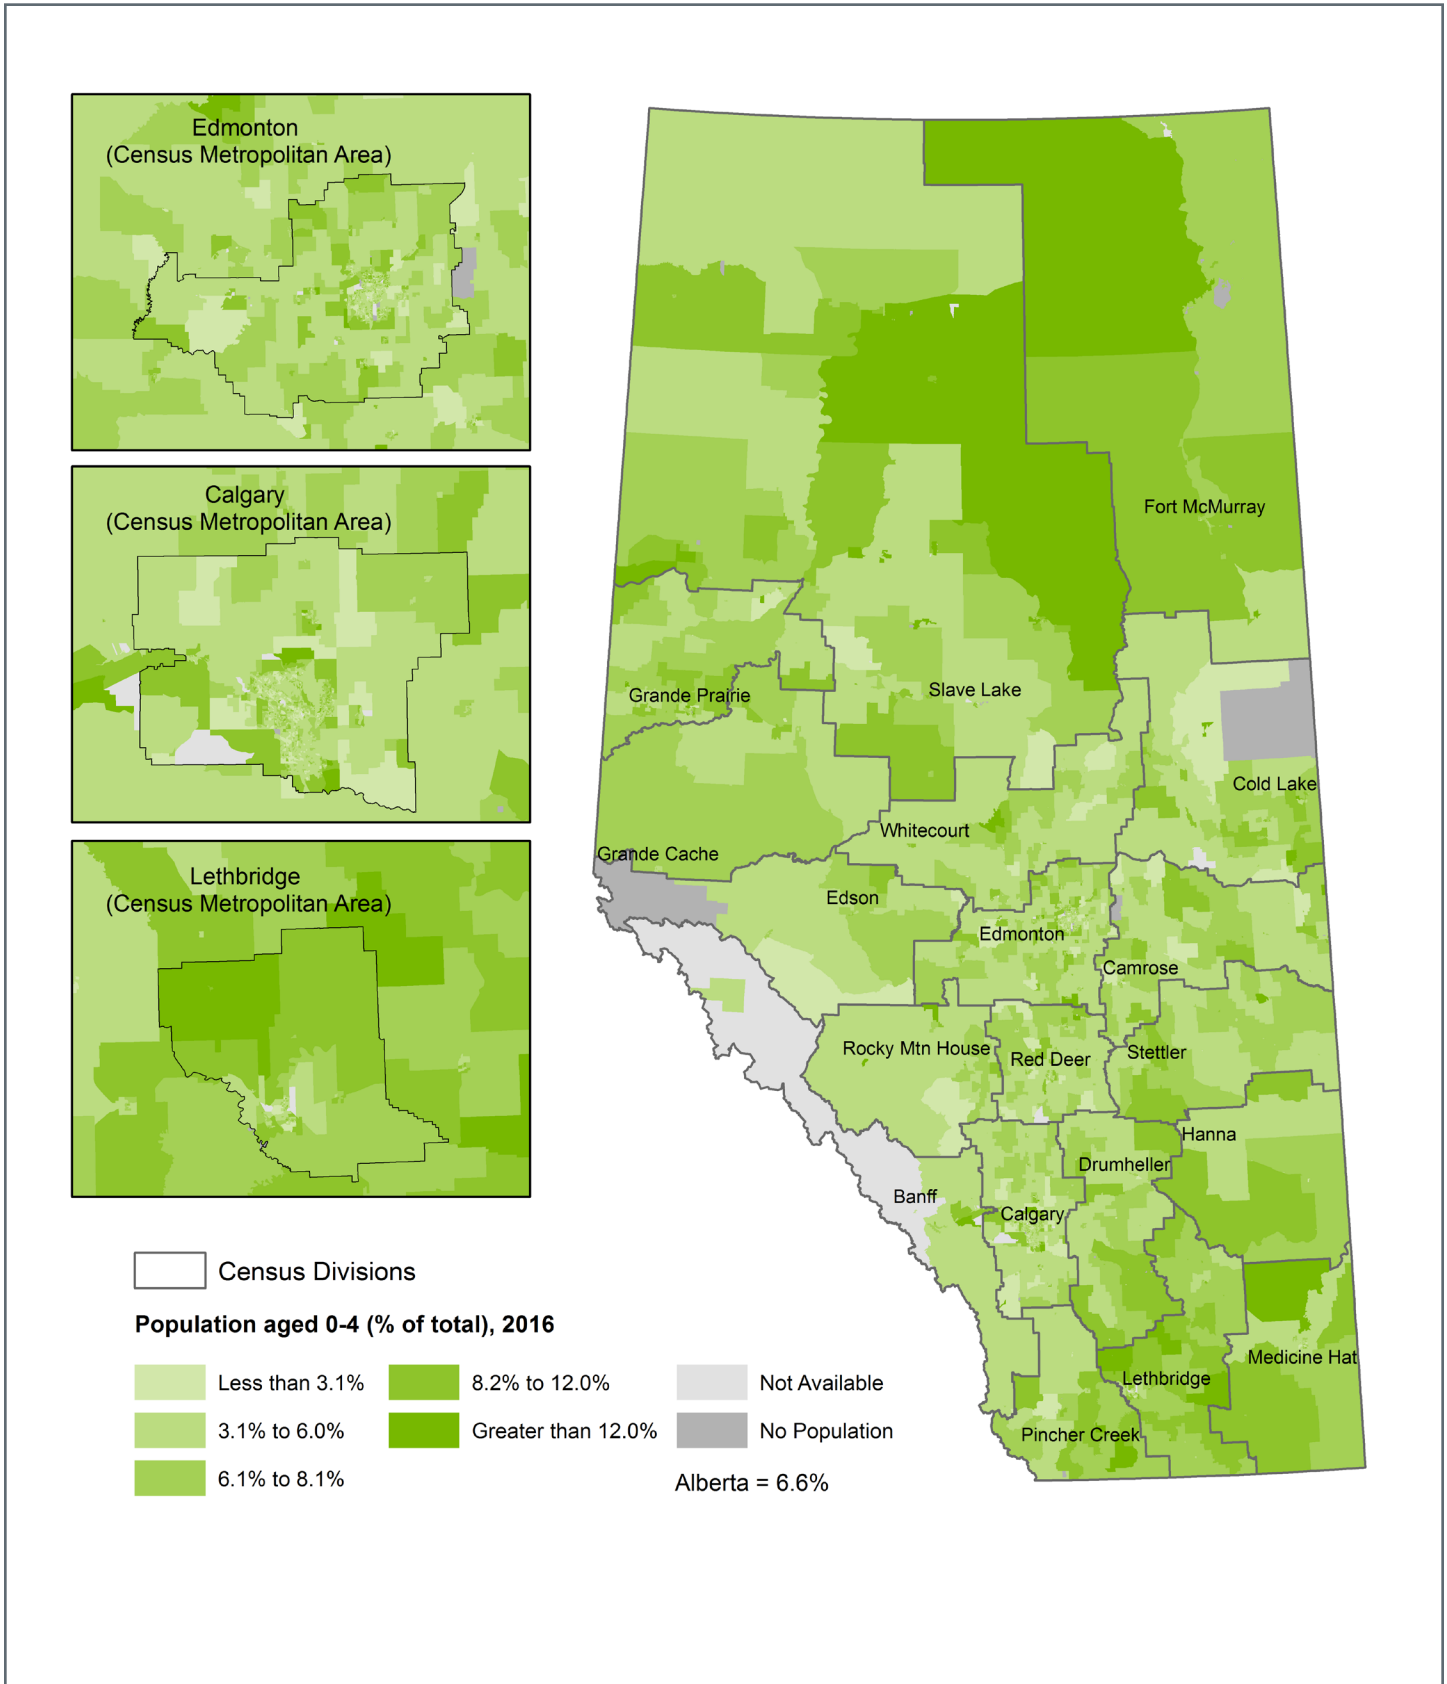 Edmonton
(Census Metropolitan Area)
Calgary
(Census Metropolitan Area)
Lethbridge
(Census Metropolitan Area)
Fort McMurray
Grande Prairie
Slave Lake
Cold Lake
Whitecourt
Grande Cache
Edson
Edmonton
Camrose
Rocky Mtn House
Red Deer
Stettler
Hanna
Drumheller
Banff
Calgary
Medicine Hat
Lethbridge
Pincher Creek
Census Divisions
Population aged 0-4 (% of total), 2016
Less than 3.1%
3.1% to 6.0%
6.1% to 8.1%
8.2% to 12.0%
Greater than 12.0%
Not Available
No Population
Alberta = 6.6%